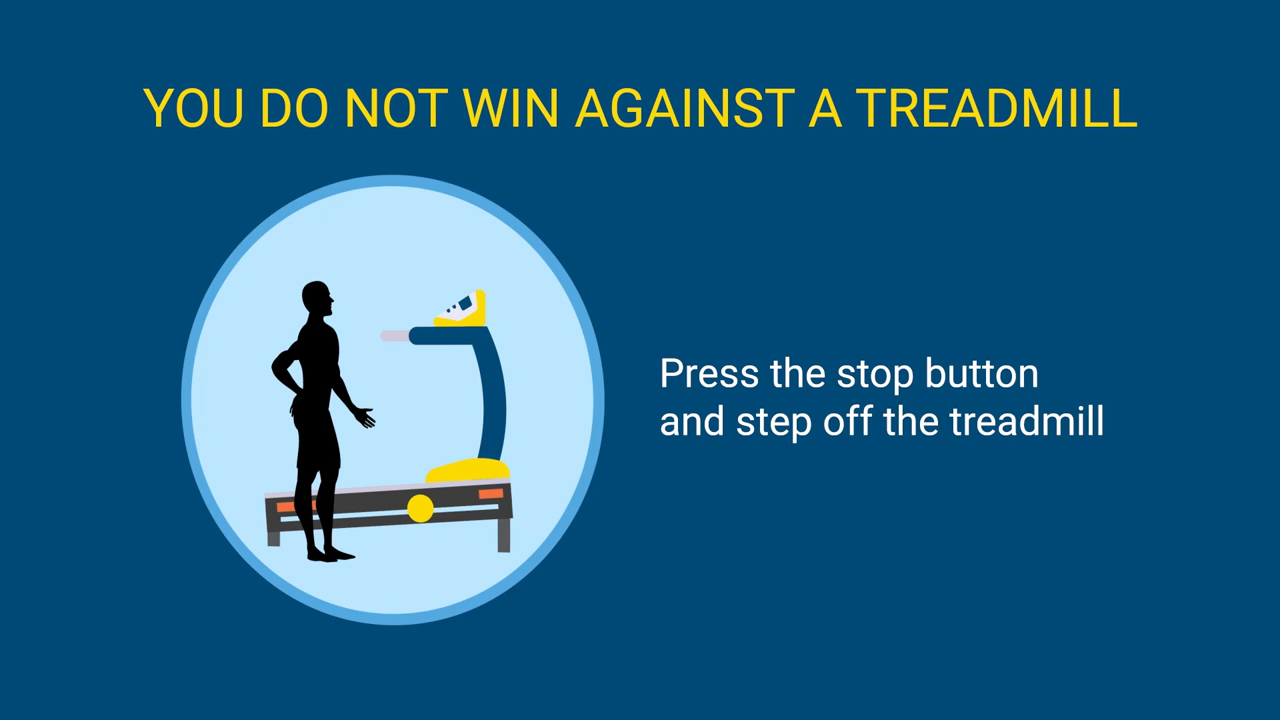 YOU DO NOT WIN AGAINST A TREADMILL
Press the stop button
and step off the treadmill